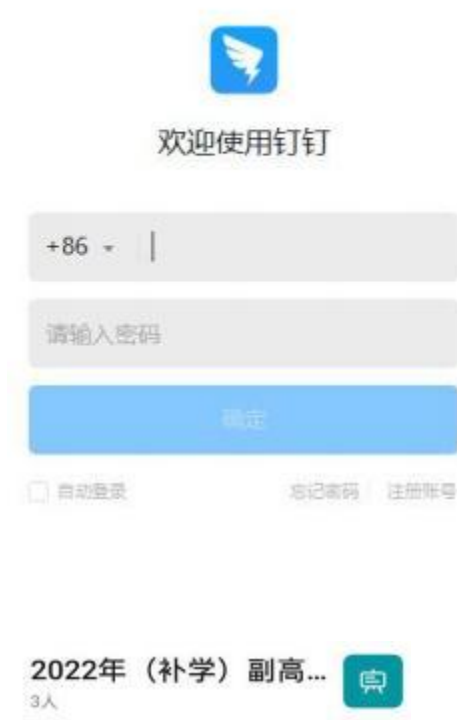 欢迎使用钉钉
+86
请输入密码
确定
自动登录 忘记密码 注册账号
2022年（补学）副高...
3人